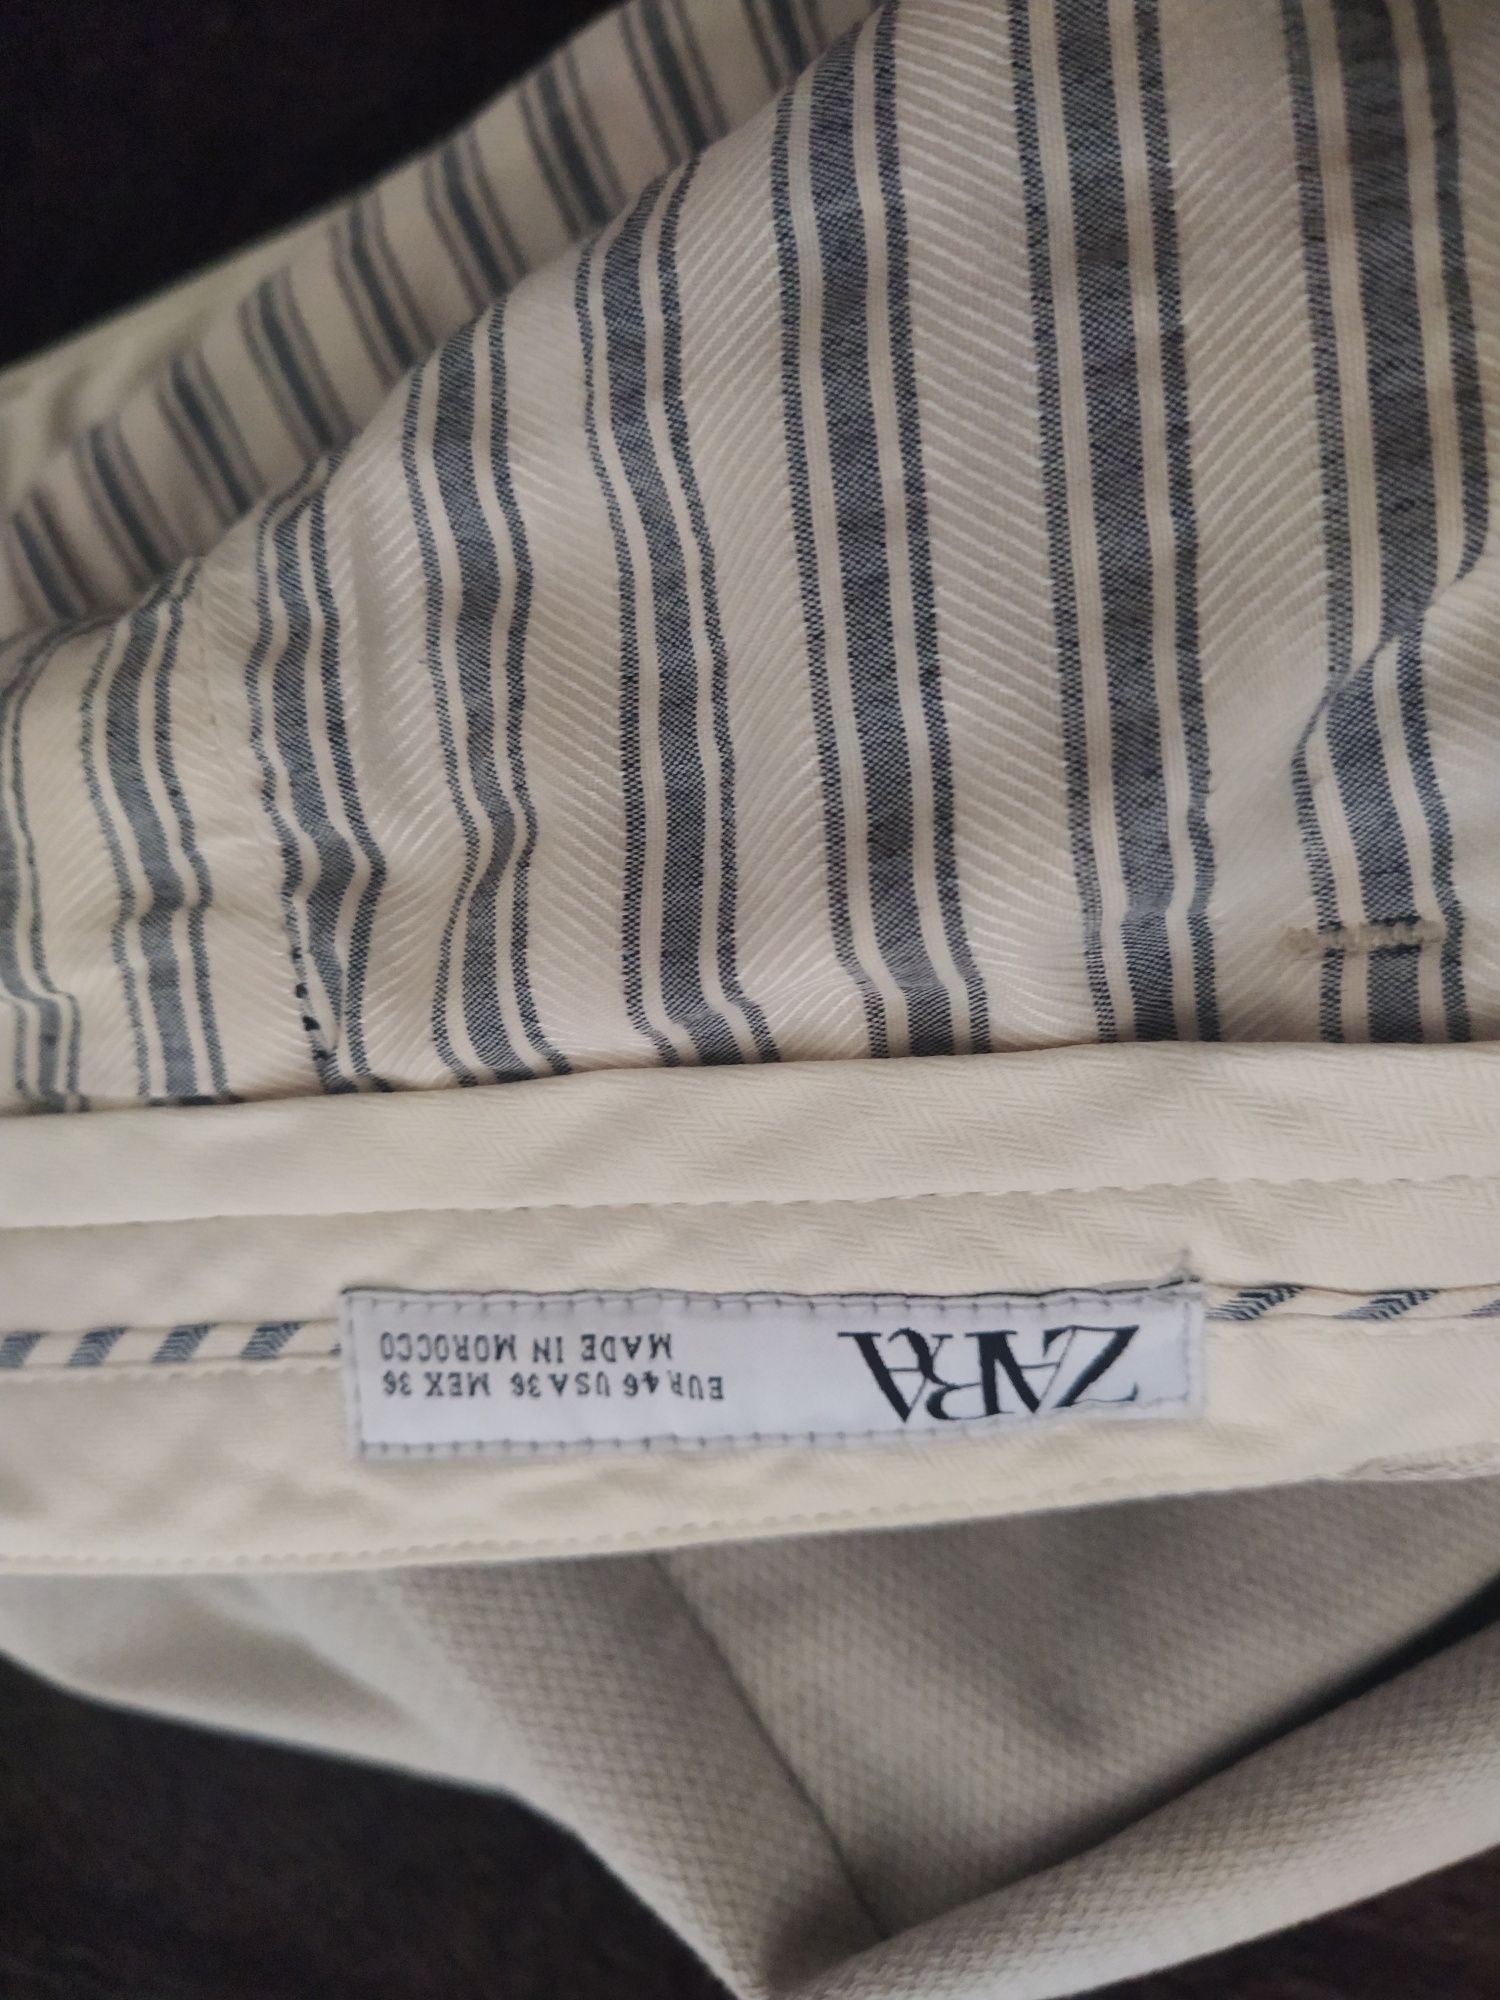 ZARA
EUR 46 USA 36 MEX 36
MADE IN MOROCCO